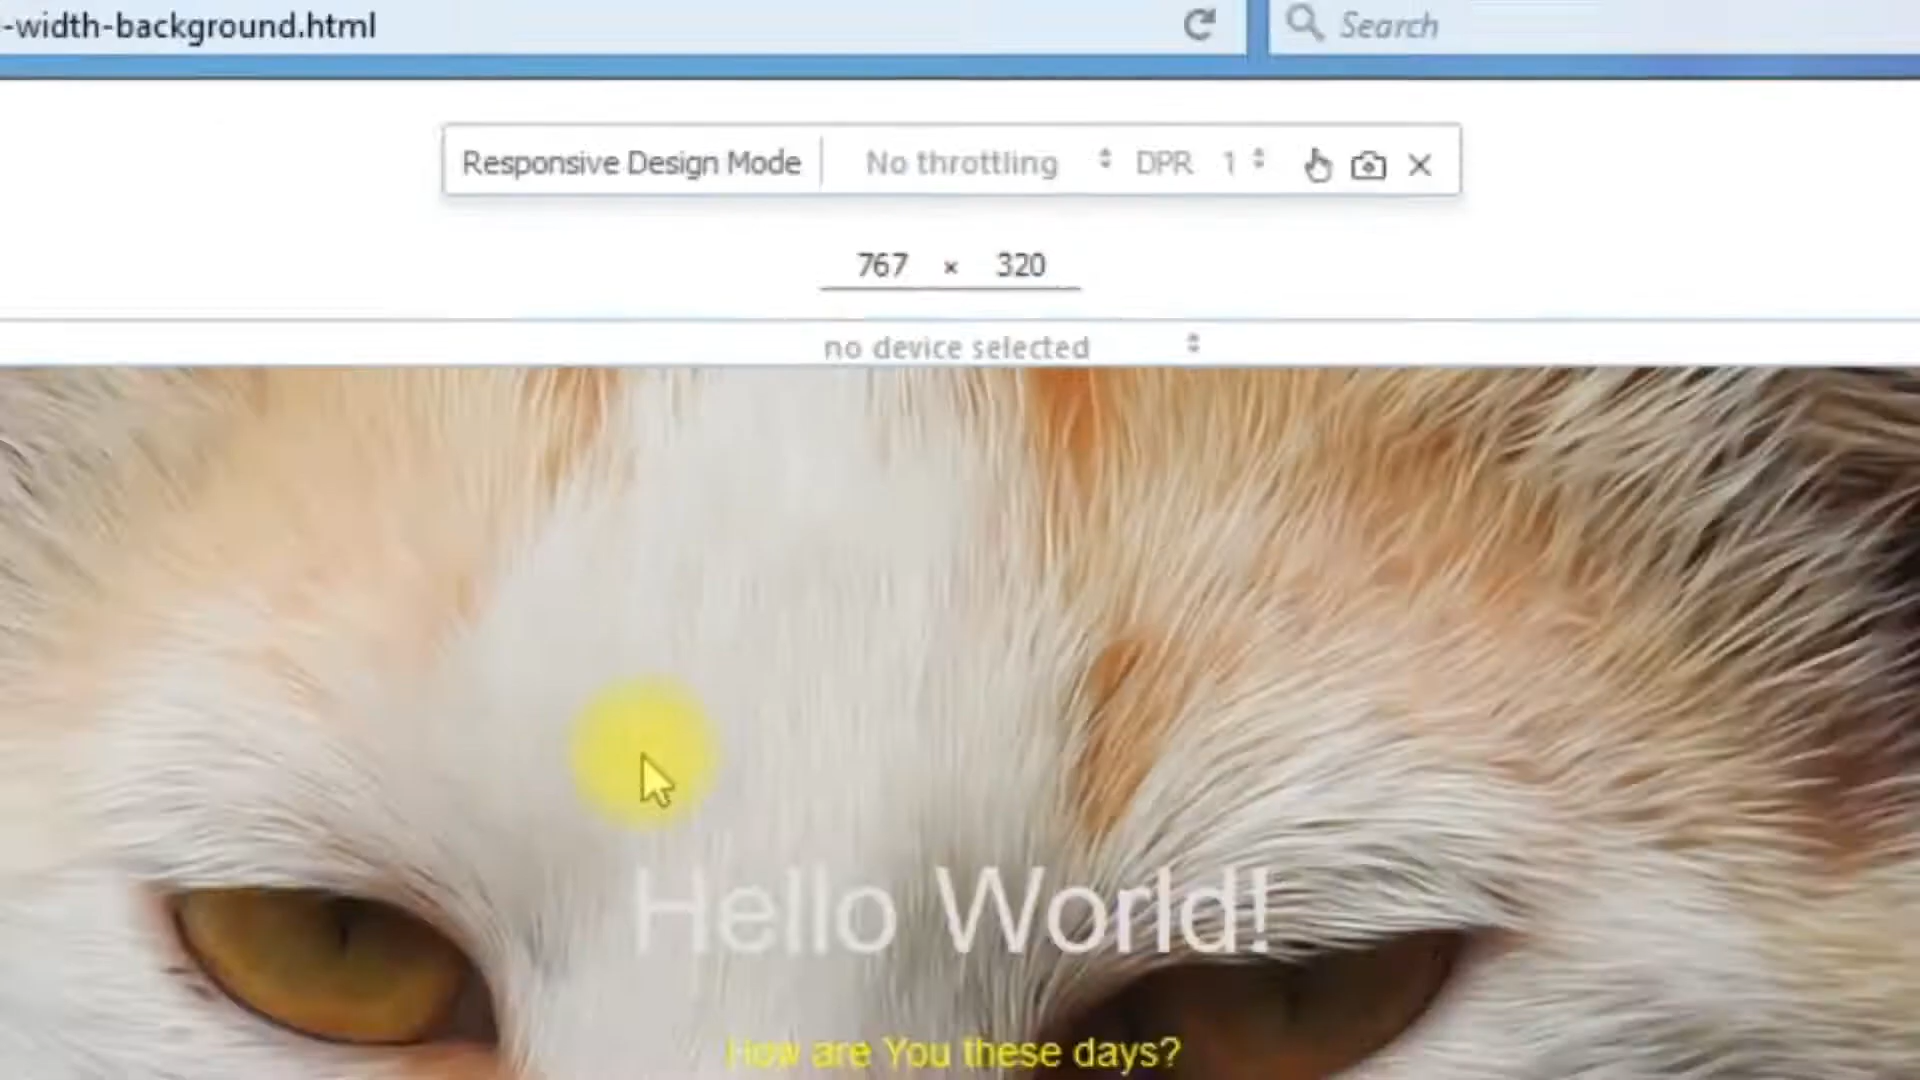 -width-background.html
Search
Responsive Design Mode No throttling DPR 1
767 × 320
no device selected
Hello World!
How are You these days?